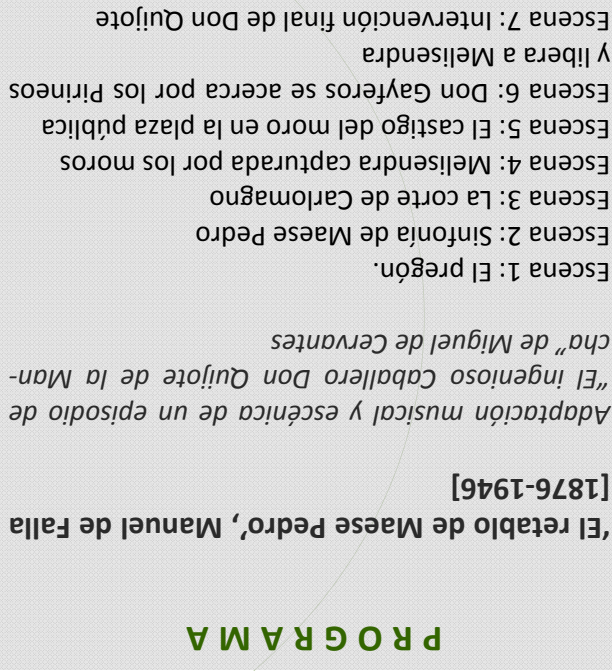 PROGRAMA
'El retablo de Maese Pedro', Manuel de Falla
[1876-1946]
Adaptación musical y escénica de un episodio de
"El ingenioso Caballero Don Quijote de la Man-
cha" de Miguel de Cervantes
Escena 1: El pregón.
Escena 2: Sinfonía de Maese Pedro
Escena 3: La corte de Carlomagno
Escena 4: Melisendra capturada por los moros
Escena 5: El castigo del moro en la plaza pública
Escena 6: Don Gayferos se acerca por los Pirineos
y libera a Melisendra
Escena 7: Intervención final de Don Quijote